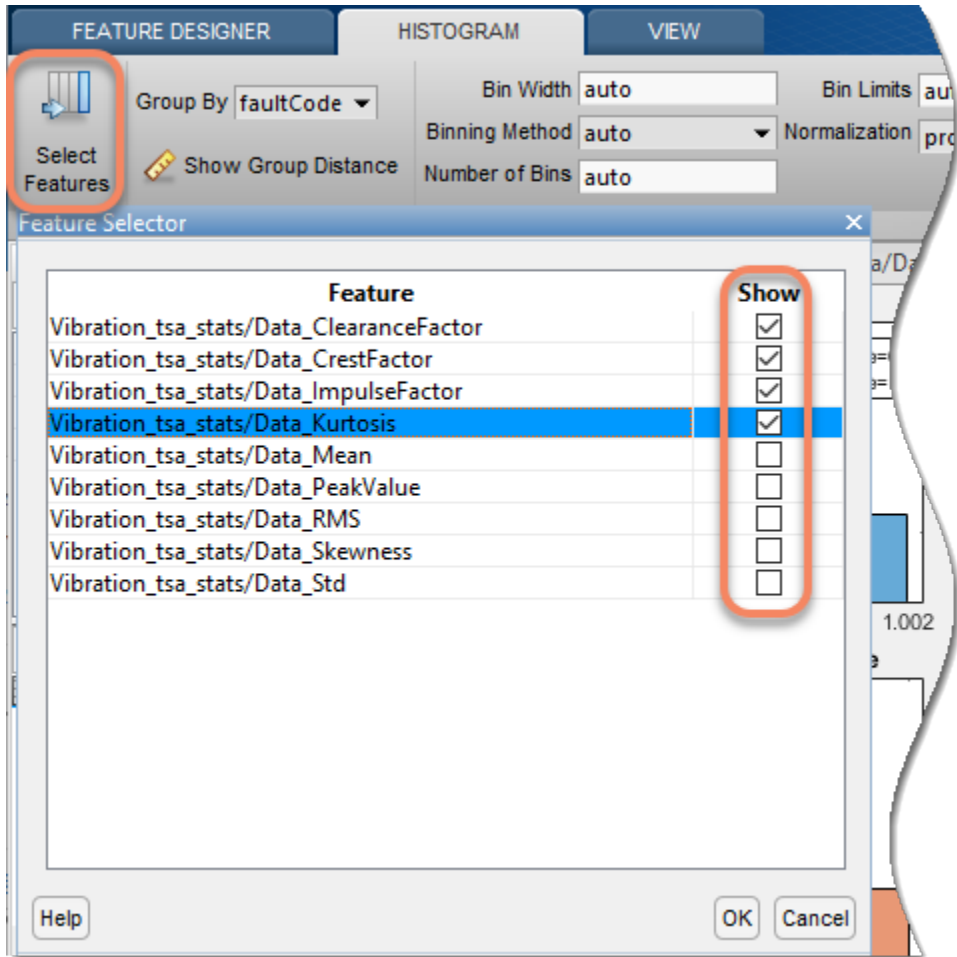 FEATURE DESIGNER HISTOGRAM VIEW
Select
Features
Group By faultCode
Show Group Distance
Bin Width auto
Binning Method auto
Number of Bins auto
Bin Limits
Normalization
Feature Selector
Feature Show
Vibration_tsa_stats/Data_ClearanceFactor
Vibration_tsa_stats/Data_CrestFactor
Vibration_tsa_stats/Data_ImpulseFactor
Vibration_tsa_stats/Data_Kurtosis
Vibration_tsa_stats/Data_Mean
Vibration_tsa_stats/Data_PeakValue
Vibration_tsa_stats/Data_RMS
Vibration_tsa_stats/Data_Skewness
Vibration_tsa_stats/Data_Std
1.002
Help OK Cancel